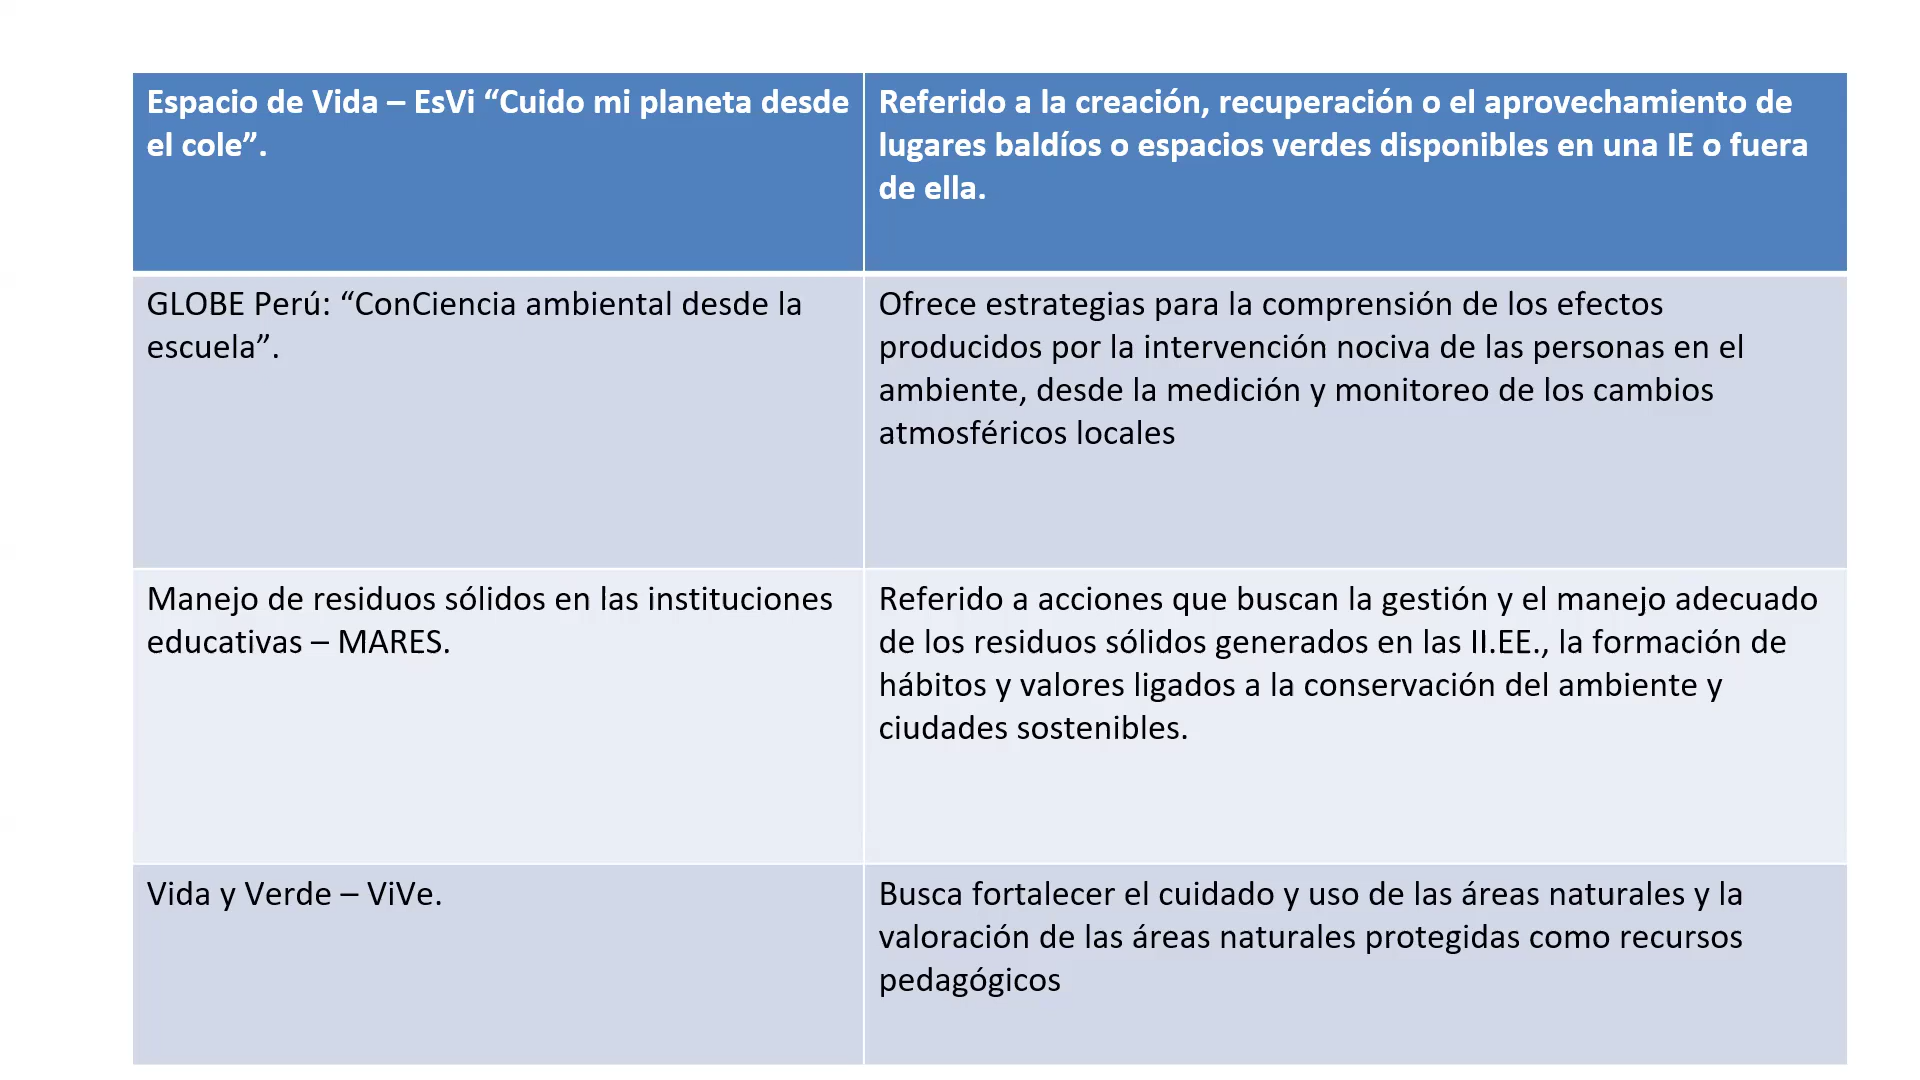 Espacio de Vida – EsVi “Cuido mi planeta desde
el cole”.
Referido a la creación, recuperación o el aprovechamiento de
lugares baldíos o espacios verdes disponibles en una IE o fuera
de ella.
GLOBE Perú: “ConCiencia ambiental desde la
escuela”.
Ofrece estrategias para la comprensión de los efectos
producidos por la intervención nociva de las personas en el
ambiente, desde la medición y monitoreo de los cambios
atmosféricos locales
Manejo de residuos sólidos en las instituciones
educativas – MARES.
Referido a acciones que buscan la gestión y el manejo adecuado
de los residuos sólidos generados en las II.EE., la formación de
hábitos y valores ligados a la conservación del ambiente y
ciudades sostenibles.
Vida y Verde – ViVe.
Busca fortalecer el cuidado y uso de las áreas naturales y la
valoración de las áreas naturales protegidas como recursos
pedagógicos